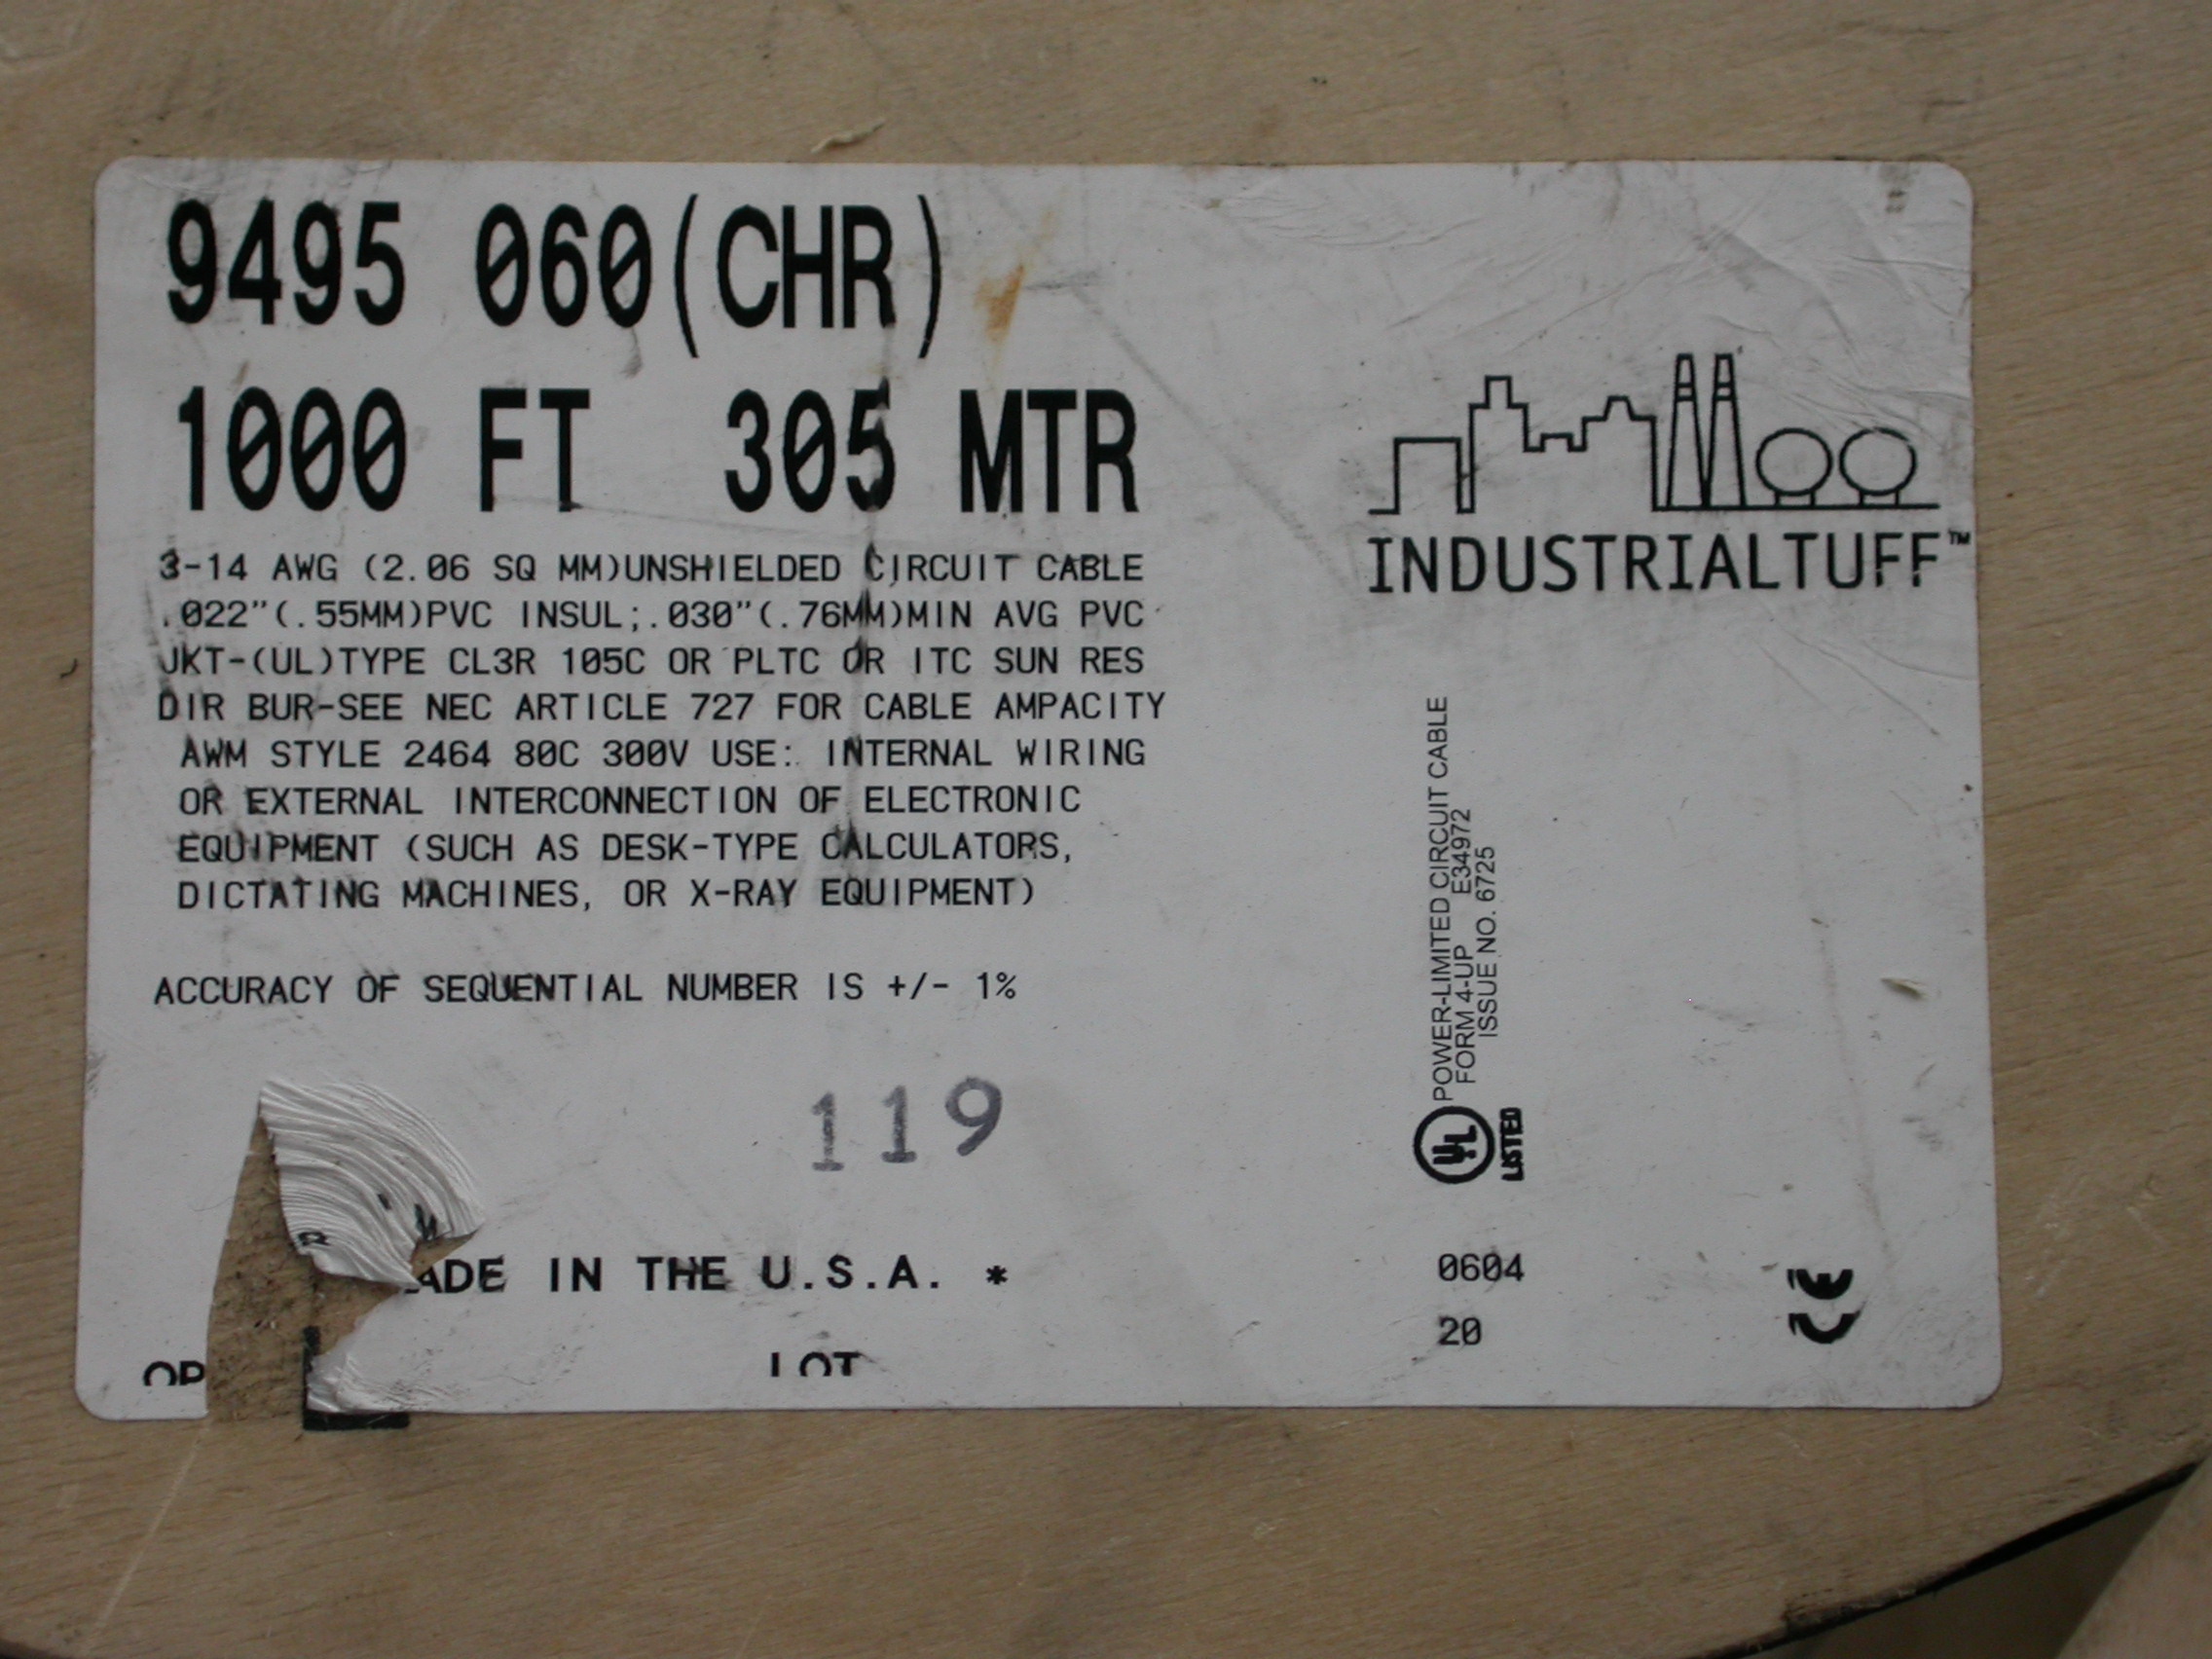 9495 060(CHR)
1000 FT 305 MTR
3-14 AWG (2.06 SQ MM)UNSHIELDED CIRCUIT CABLE
.022"(.55MM)PVC INSUL;.030"(.76MM)MIN AVG PVC
JKT-(UL)TYPE CL3R 105C OR PLTC OR ITC SUN RES
DIR BUR-SEE NEC ARTICLE 727 FOR CABLE AMPACITY
AWM STYLE 2464 80C 300V USE: INTERNAL WIRING
OR EXTERNAL INTERCONNECTION OF ELECTRONIC
EQUIPMENT (SUCH AS DESK-TYPE CALCULATORS,
DICTATING MACHINES, OR X-RAY EQUIPMENT)
ACCURACY OF SEQUENTIAL NUMBER IS +/- 1%
119
ADE IN THE U.S.A. *
LOT
INDUSTRIALTUFF™
POWER-LIMITED CIRCUIT CABLE
FORM 4-UP E34972
ISSUE NO. 6725
UL
LISTED
0604
20
CE